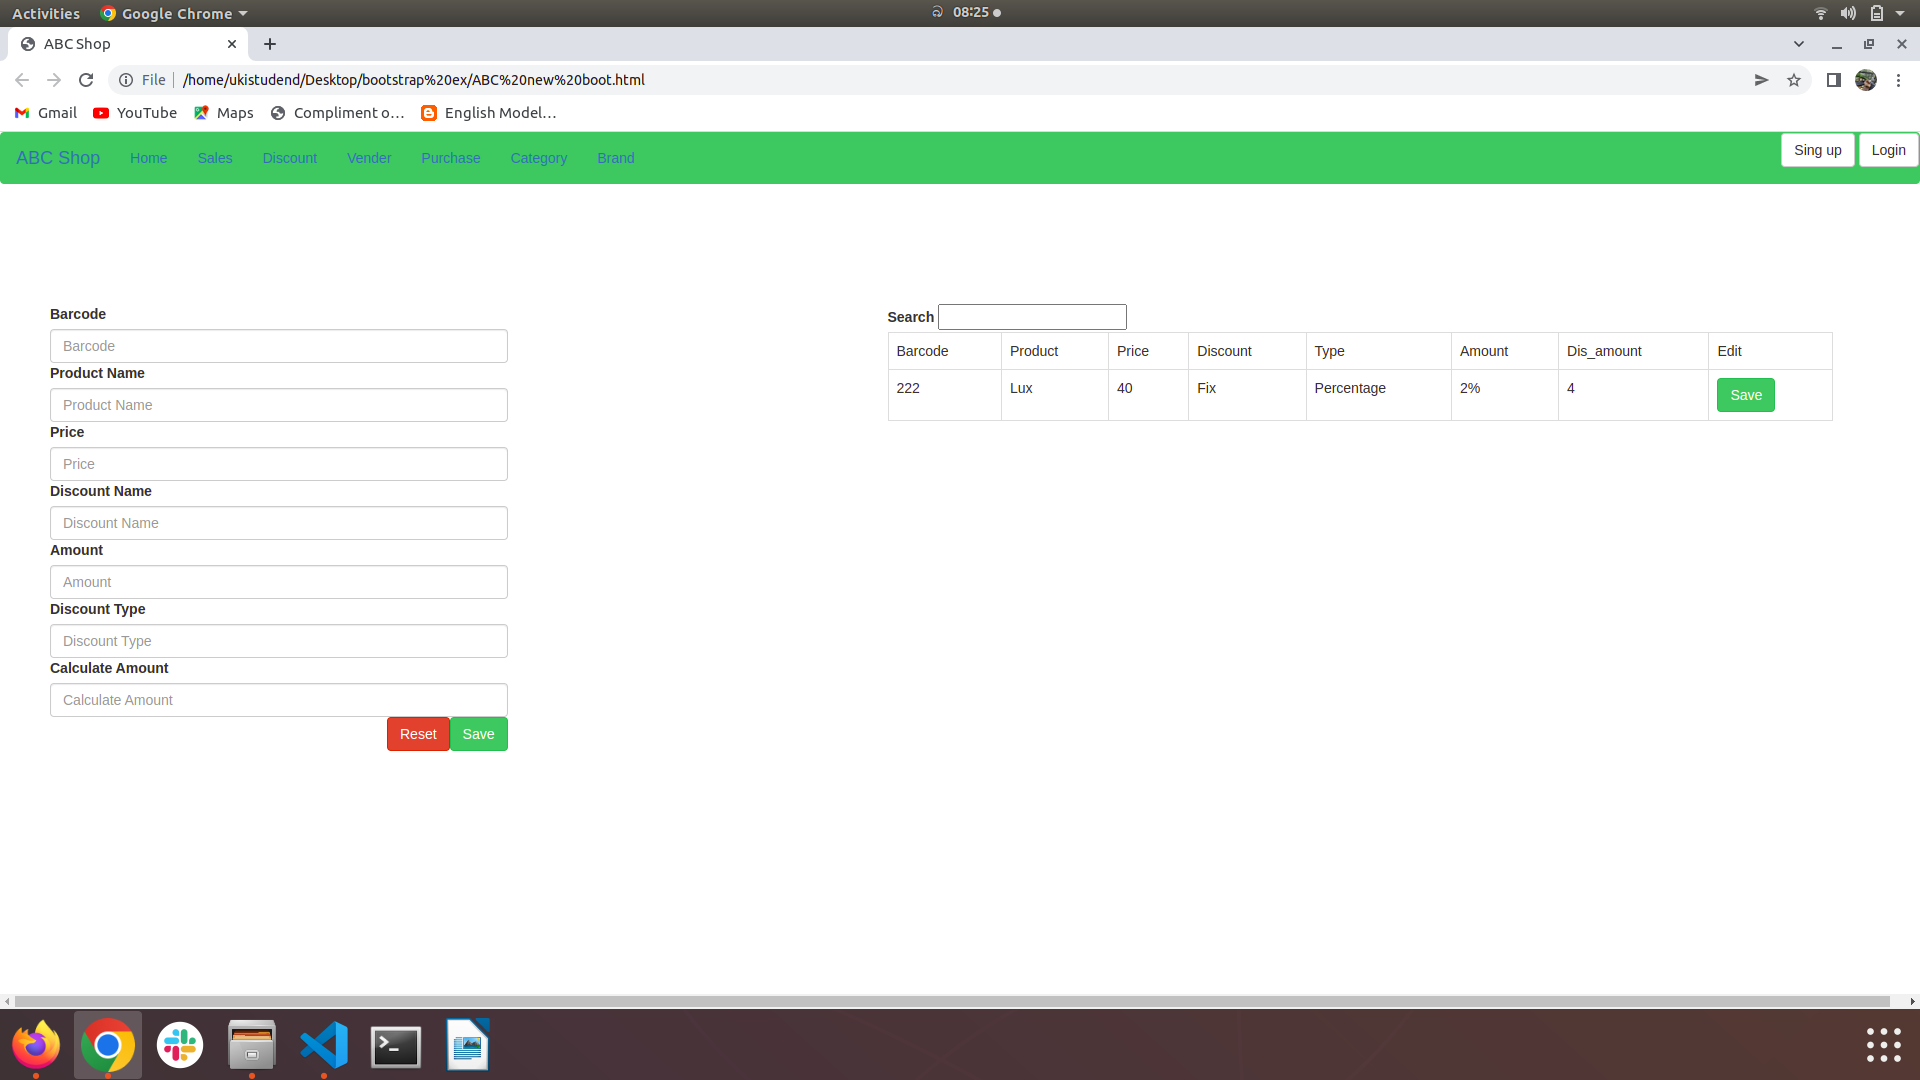 Activities Google Chrome 08:25
ABC Shop
File /home/ukistudend/Desktop/bootstrap%20ex/ABC%20new%20boot.html
Gmail YouTube Maps Compliment o… English Model…
ABC Shop Home Sales Discount Vender Purchase Category Brand Sing up Login
Barcode
Barcode
Product Name
Product Name
Price
Price
Discount Name
Discount Name
Amount
Amount
Discount Type
Discount Type
Calculate Amount
Calculate Amount
Reset Save
Search
Barcode Product Price Discount Type Amount Dis_amount Edit
222 Lux 40 Fix Percentage 2% 4 Save